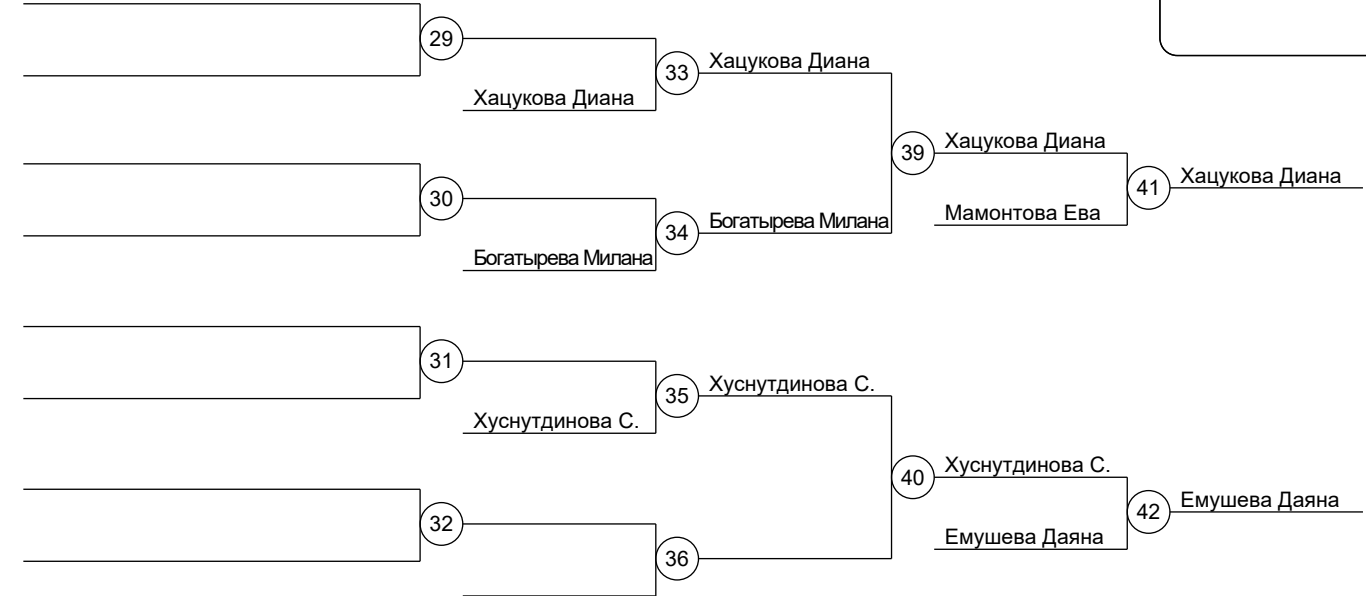 29
33
Хацукова Диана
Хацукова Диана
39
Хацукова Диана
41
Хацукова Диана
30
Мамонтова Ева
34
Богатырева Милана
Богатырева Милана
31
35
Хуснутдинова С.
Хуснутдинова С.
40
Хуснутдинова С.
42
Емушева Даяна
32
Емушева Даяна
36